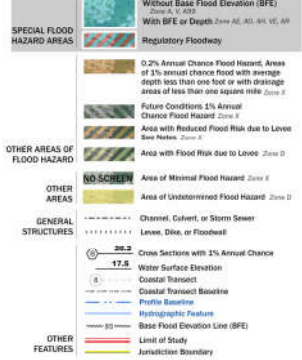 Without Base Flood Elevation (BFE)
Zone A, V, A99
With BFE or Depth Zone AE, AO, AH, VE, AR
SPECIAL FLOOD
HAZARD AREAS
Regulatory Floodway
0.2% Annual Chance Flood Hazard, Areas
of 1% annual chance flood with average
depth less than one foot or with drainage
areas of less than one square mile Zone X
Future Conditions 1% Annual
Chance Flood Hazard Zone X
Area with Reduced Flood Risk due to Levee
See Notes Zone X
OTHER AREAS OF
FLOOD HAZARD
Area with Flood Risk due to Levee Zone D
NO SCREEN Area of Minimal Flood Hazard Zone X
OTHER
AREAS
Area of Undetermined Flood Hazard Zone D
GENERAL
STRUCTURES
Channel, Culvert, or Storm Sewer
Levee, Dike, or Floodwall
B 20.2 Cross Sections with 1% Annual Chance
17.5 Water Surface Elevation
8 Coastal Transect
Coastal Transect Baseline
Profile Baseline
Hydrographic Feature
Base Flood Elevation Line (BFE)
OTHER
FEATURES
Limit of Study
Jurisdiction Boundary